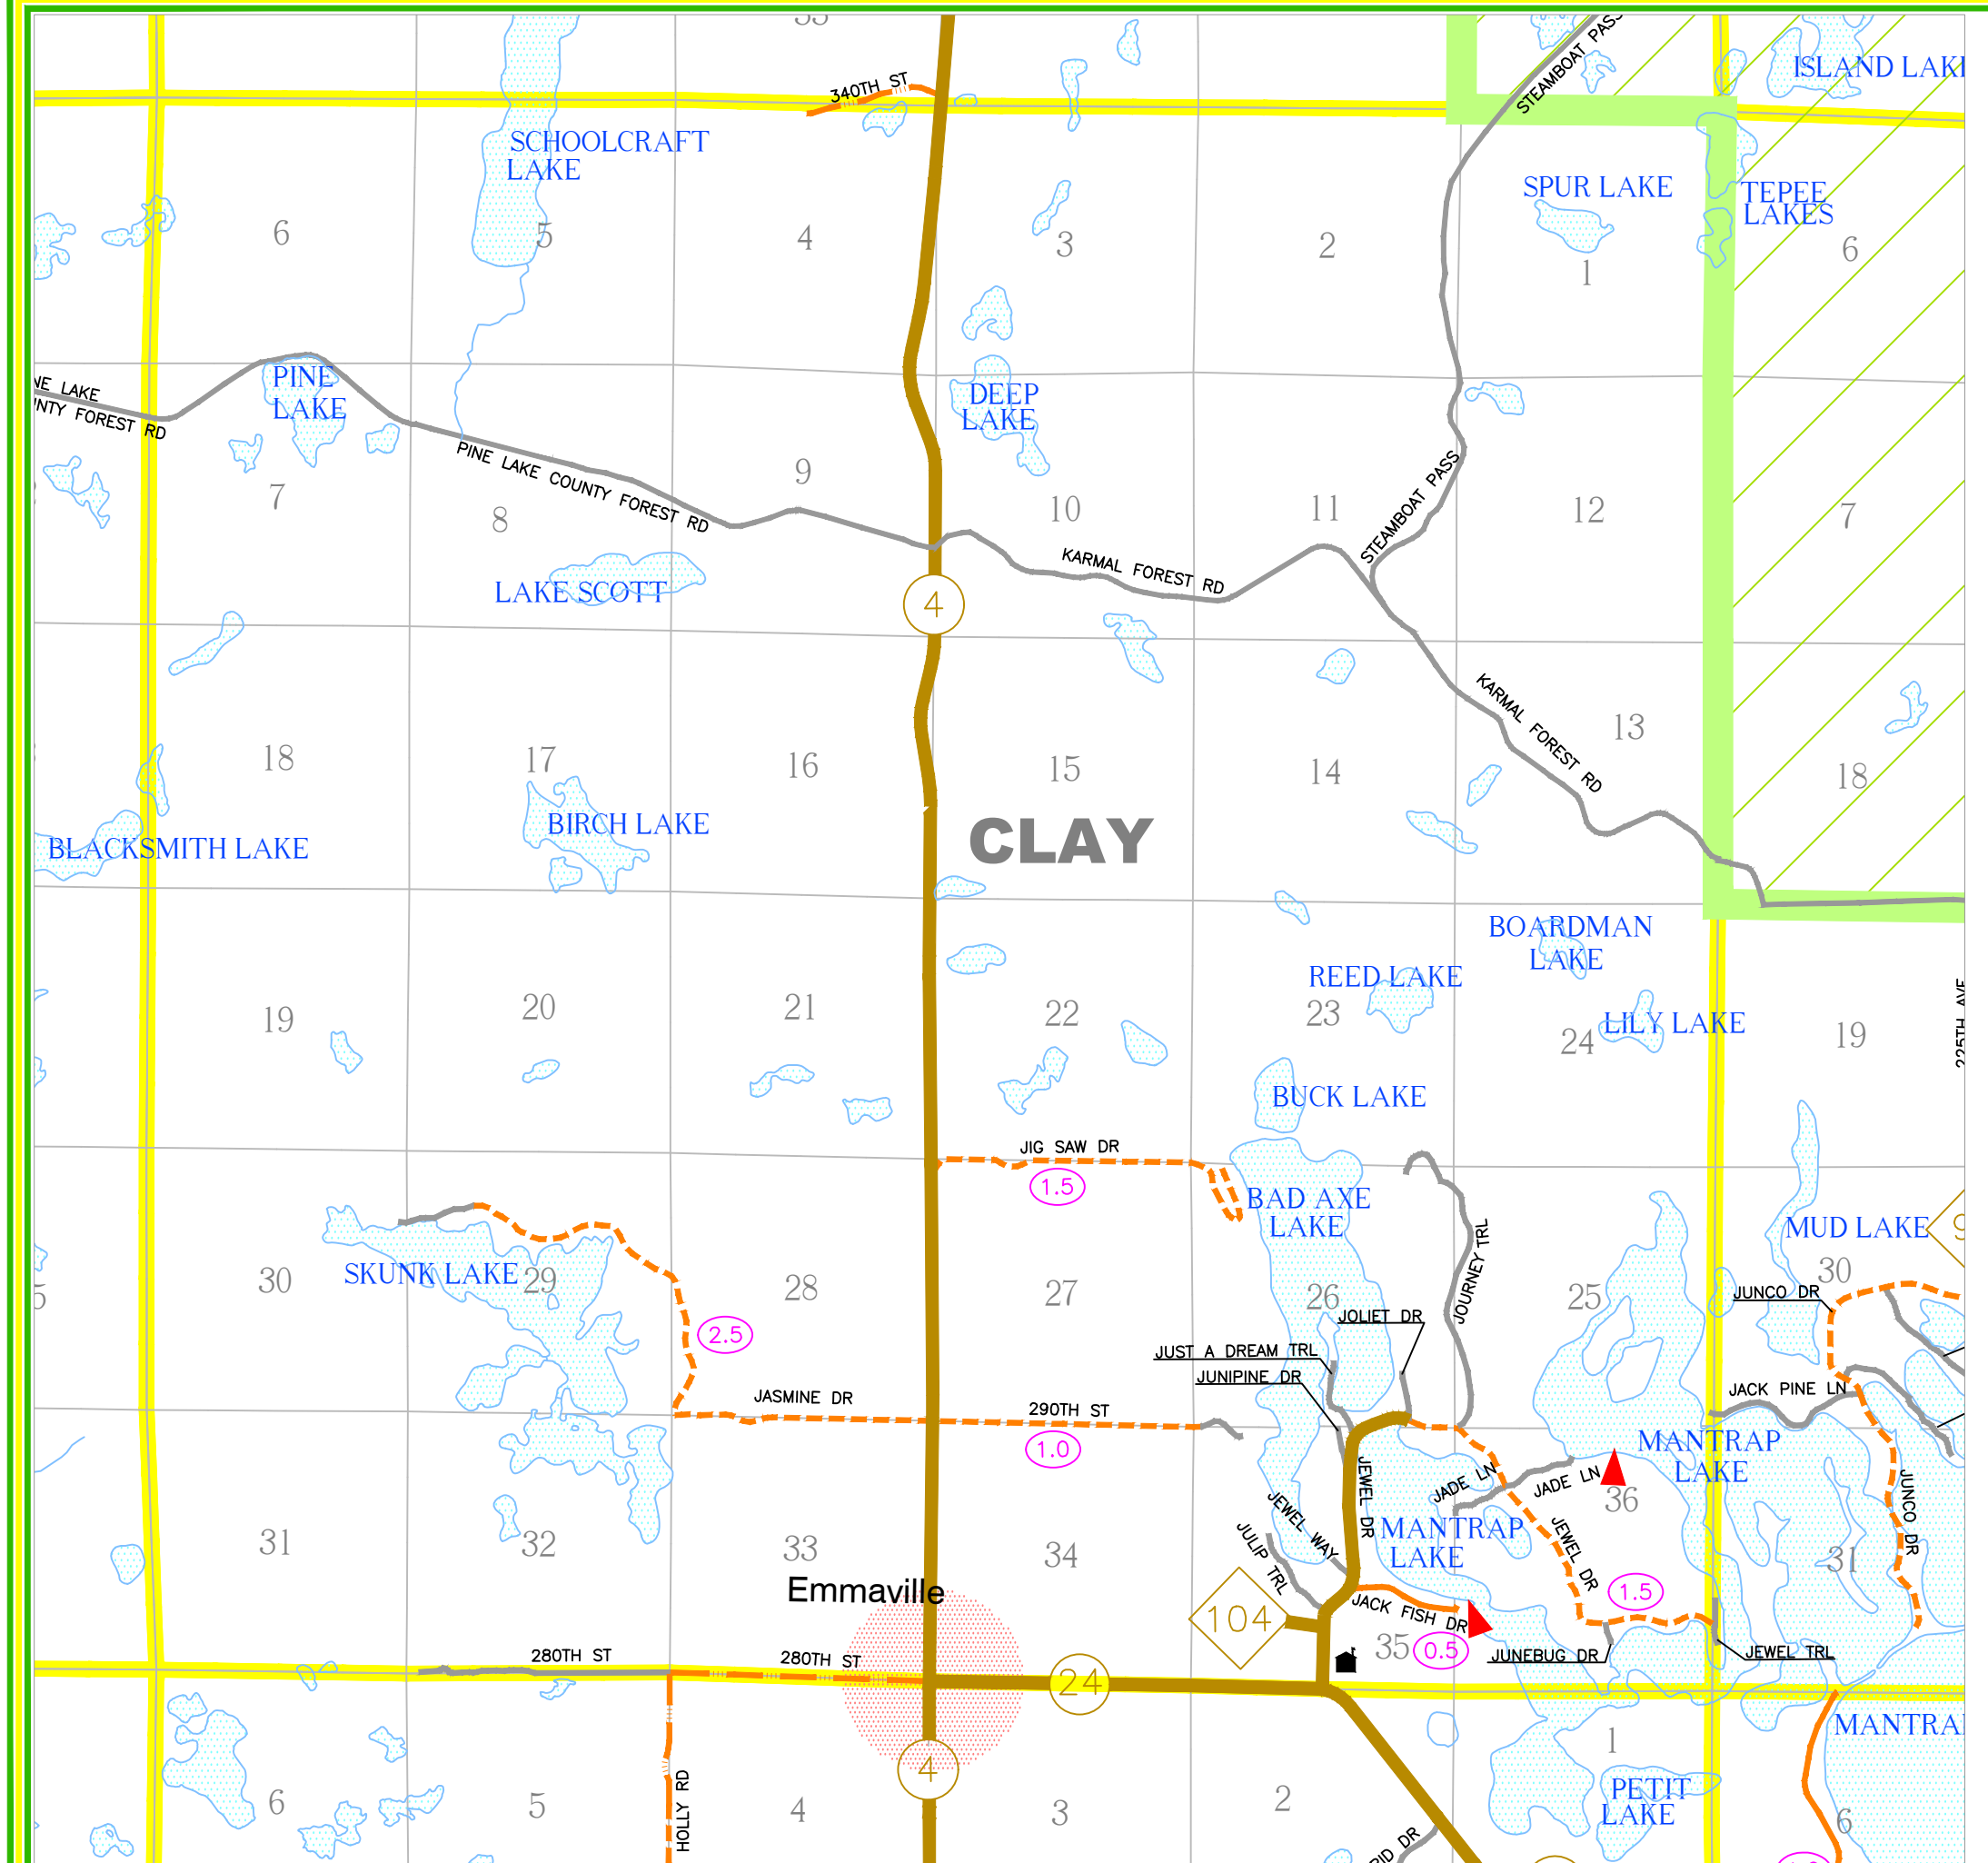 340TH ST
STEAMBOAT PASS
SCHOOLCRAFT
LAKE
SPUR LAKE
TEPEE
LAKES
6
5
4
3
2
1
6
PINE
LAKE
FOREST RD
DEEP
LAKE
PINE LAKE COUNTY FOREST RD
STEAMBOAT PASS
7
8
9
10
11
12
7
KARMAL FOREST RD
LAKE SCOTT
4
KARMAL FOREST RD
18
17
16
15
14
13
18
BLACKSMITH LAKE
BIRCH LAKE
CLAY
BOARDMAN
LAKE
REED LAKE
LILY LAKE
225TH AVE
19
20
21
22
23
24
19
BUCK LAKE
JIG SAW DR
1.5
BAD AXE
LAKE
JOURNEY TRL
MUD LAKE
SKUNK LAKE
30
29
28
27
26
25
30
JUNCO DR
JOLIET DR
2.5
JUST A DREAM TRL
JUNIPINE DR
JACK PINE LN
JASMINE DR
290TH ST
1.0
MANTRAP
LAKE
JEWEL DR
JADE LN
JADE LN
36
JUNCO DR
MANTRAP
LAKE
JEWEL WAY
JULIP TRL
JEWEL DR
31
32
33
34
31
Emmaville
1.5
104
JACK FISH DR
35
0.5
JUNEBUG DR
JEWEL TRL
280TH ST
280TH ST
24
4
HOLLY RD
1
PETIT
LAKE
6
5
4
3
2
6